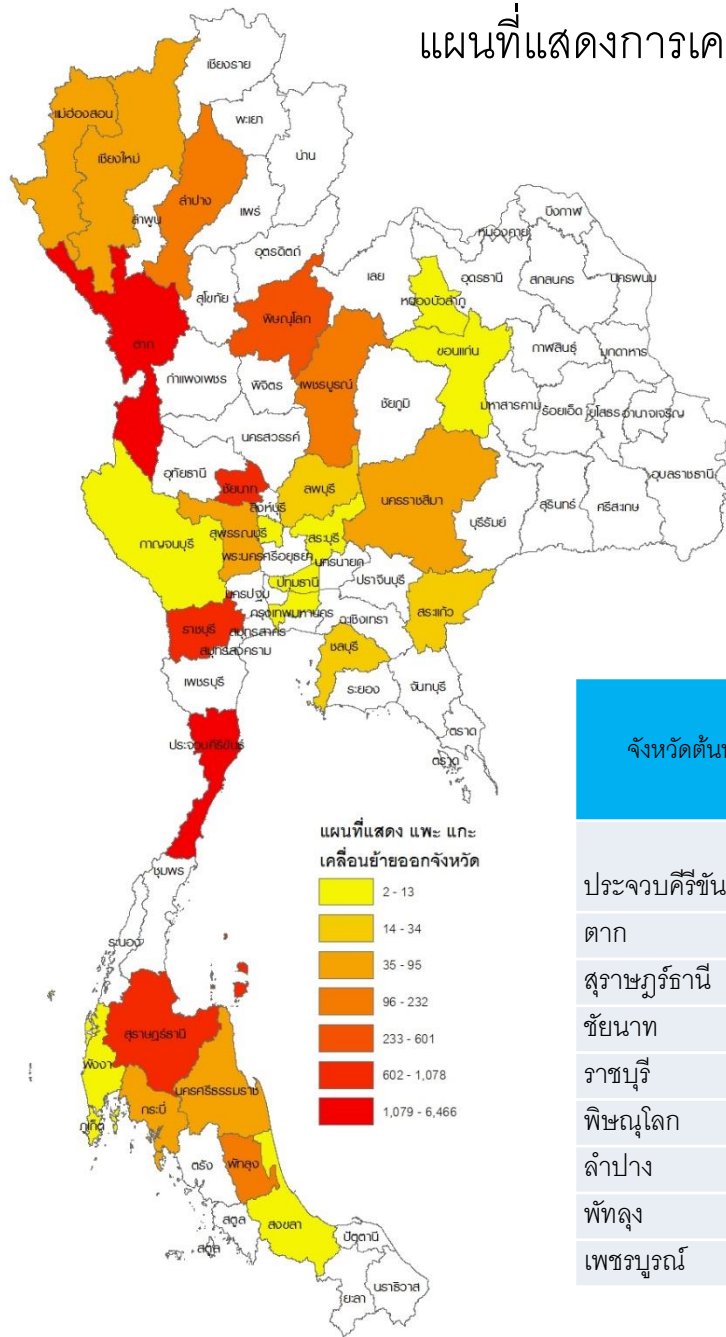 แผนที่แสดงการเค
เชียงราย
แม่ฮ่องสอน
พะเยา
เชียงใหม่
น่าน
ลำปาง
แพร่
ลำพูน
บึงกาฬ
หนองคาย
อุตรดิตถ์
เลย
อุดรธานี
สกลนคร
นครพนม
สุโขทัย
หนองบัวลำภู
พิษณุโลก
ตาก
ขอนแก่น
กาฬสินธุ์
มุกดาหาร
กำแพงเพชร
พิจิตร
เพชรบูรณ์
ชัยภูมิ
มหาสารคาม
ร้อยเอ็ด
ยโสธร
อำนาจเจริญ
นครสวรรค์
อุทัยธานี
อุบลราชธานี
ชัยนาท
ลพบุรี
นครราชสีมา
บุรีรัมย์
สุรินทร์
ศรีสะเกษ
สิงห์บุรี
สุพรรณบุรี
กาญจนบุรี
สระบุรี
พระนครศรีอยุธยา
นครนายก
ปราจีนบุรี
ปทุมธานี
นครปฐม
สระแก้ว
กรุงเทพมหานคร
ฉะเชิงเทรา
ราชบุรี
สมุทรสาคร
สมุทรสงคราม
ชลบุรี
เพชรบุรี
ระยอง
จันทบุรี
ตราด
ประจวบคีรีขันธ์
ตราด
จังหวัดต้นท
แผนที่แสดง แพะ แกะ
เคลื่อนย้ายออกจังหวัด
2 - 13
14 - 34
35 - 95
96 - 232
233 - 601
602 - 1,078
1,079 - 6,466
ชุมพร
ระนอง
สุราษฎร์ธานี
พังงา
นครศรีธรรมราช
กระบี่
ภูเก็ต
ตรัง
พัทลุง
สตูล
สงขลา
ปัตตานี
สตูล
ยะลา
นราธิวาส
ประจวบคีรีขัน
ตาก
สุราษฎร์ธานี
ชัยนาท
ราชบุรี
พิษณุโลก
ลำปาง
พัทลุง
เพชรบูรณ์